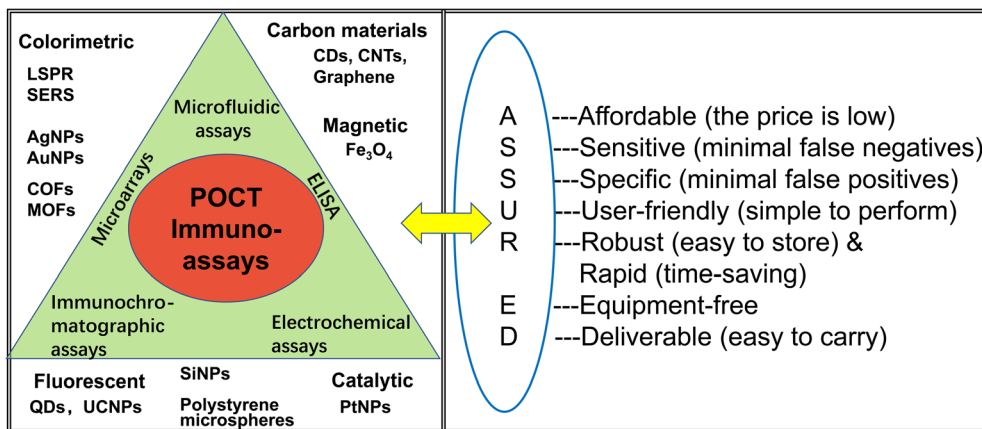 Colorimetric
LSPR
SERS
AgNPs
AuNPs
COFs
MOFs
Carbon materials
CDs, CNTs,
Graphene
Magnetic
Fe₃O₄
Microfluidic
assays
Microarrays
ELISA
POCT
Immuno-
assays
Immunochro-
matographic
assays
Electrochemical
assays
Fluorescent
QDs, UCNPs
SiNPs
Polystyrene
microspheres
Catalytic
PtNPs
A ---Affordable (the price is low)
S ---Sensitive (minimal false negatives)
S ---Specific (minimal false positives)
U ---User-friendly (simple to perform)
R ---Robust (easy to store) &
Rapid (time-saving)
E ---Equipment-free
D ---Deliverable (easy to carry)